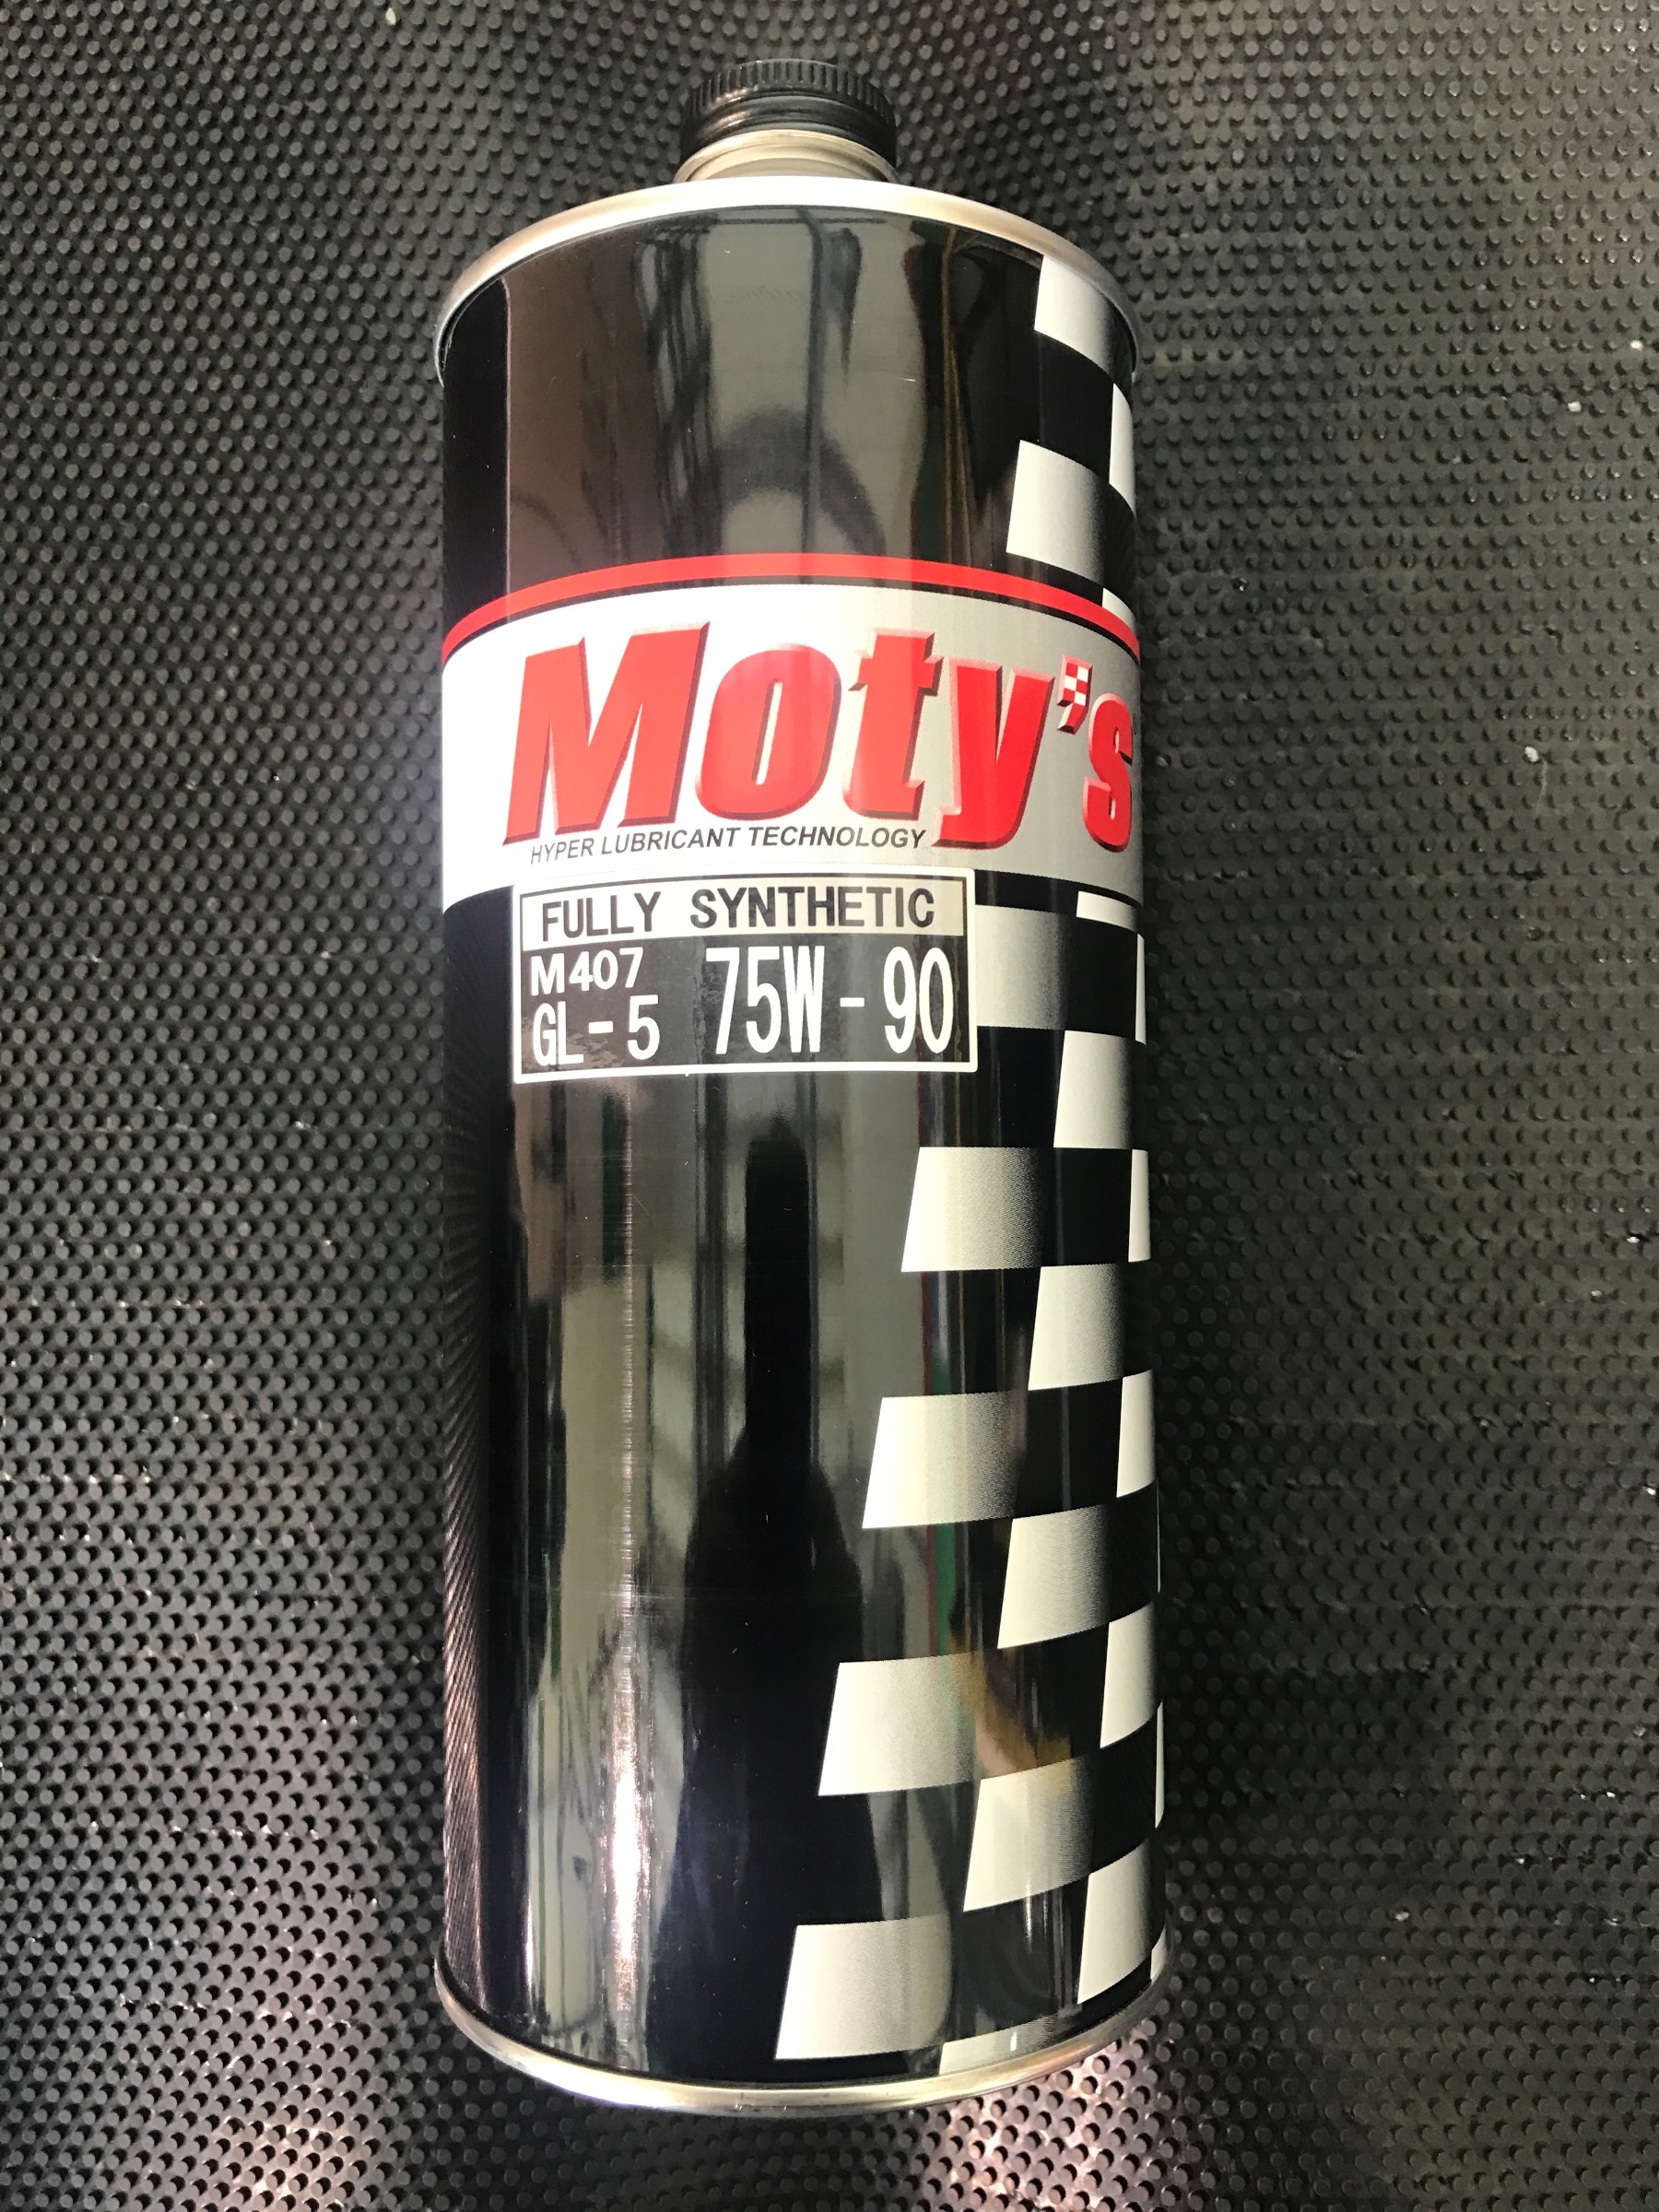 Moty's
HYPER LUBRICANT TECHNOLOGY
FULLY SYNTHETIC
M407
GL-5 75W-90